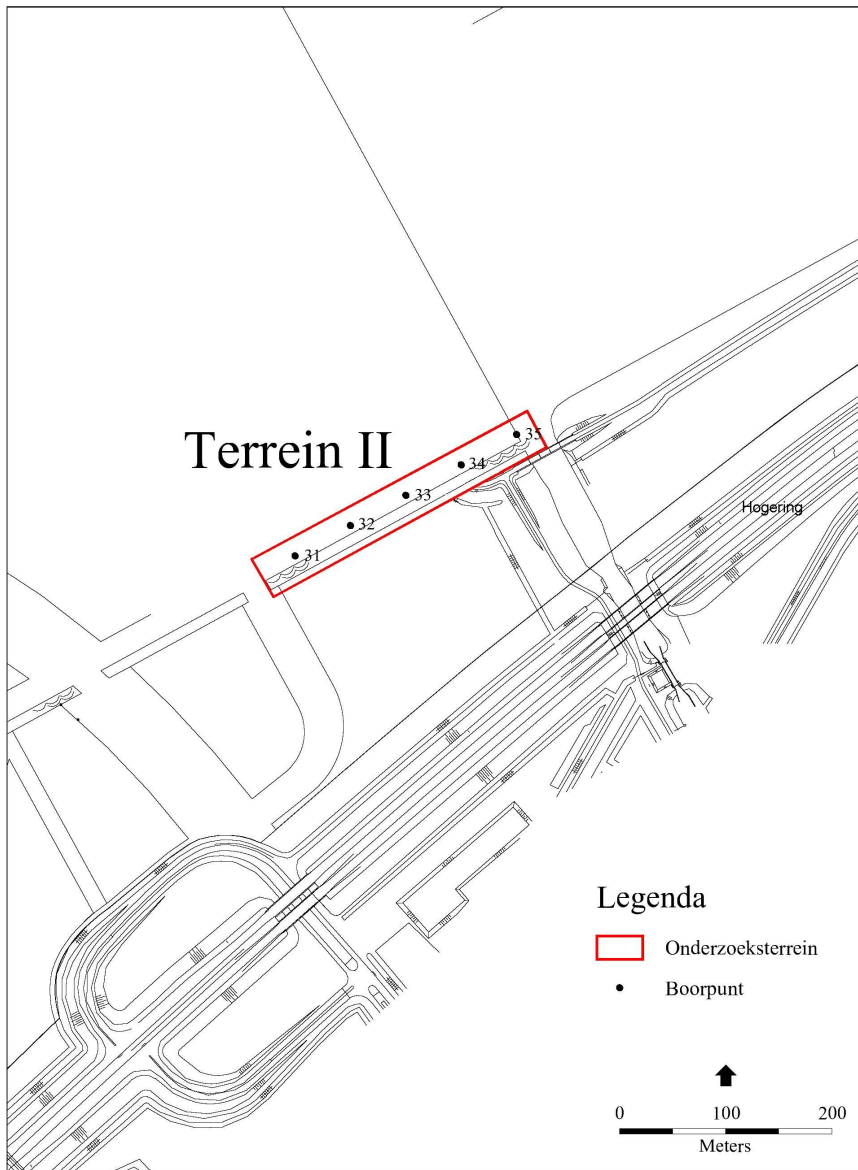 Terrein II
35
34
33
32
31
Hogering
Legenda
Onderzoeksterrein
Boorpunt
0 100 200
Meters